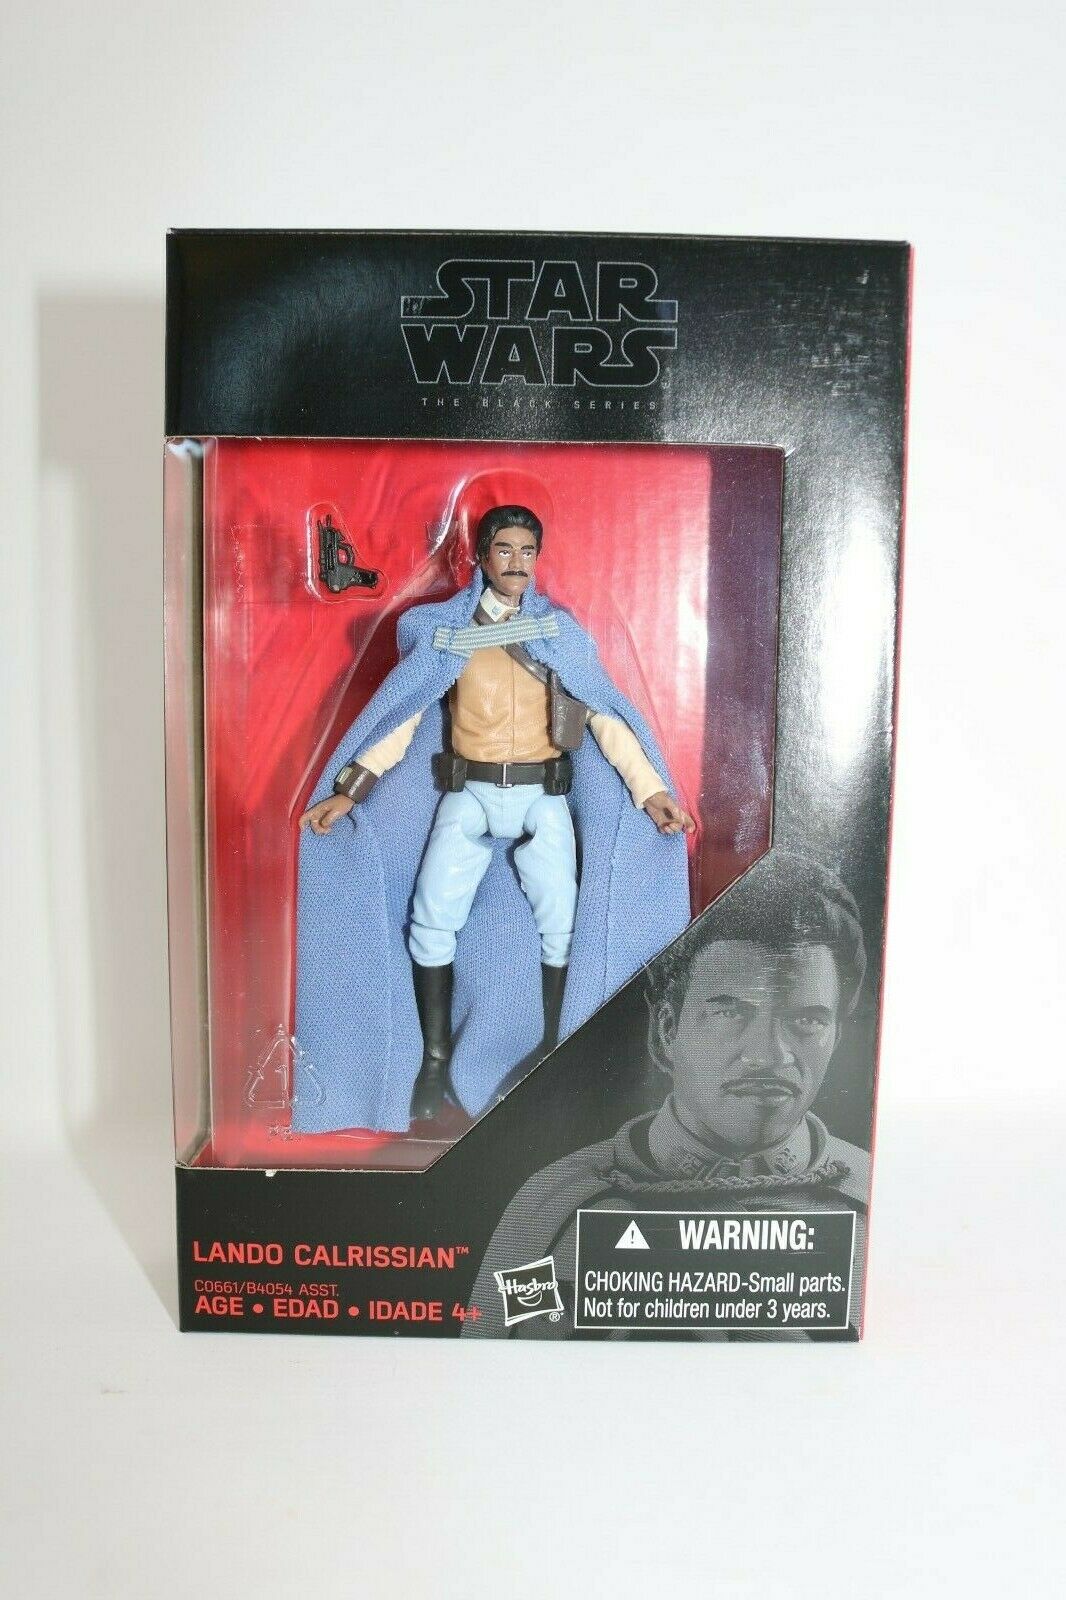 STAR
WARS
THE BLACK SERIES
LANDO CALRISSIAN™
C0661/B4054 ASST.
AGE • EDAD • IDADE 4+
Hasbro
®
⚠ WARNING:
CHOKING HAZARD-Small parts.
Not for children under 3 years.